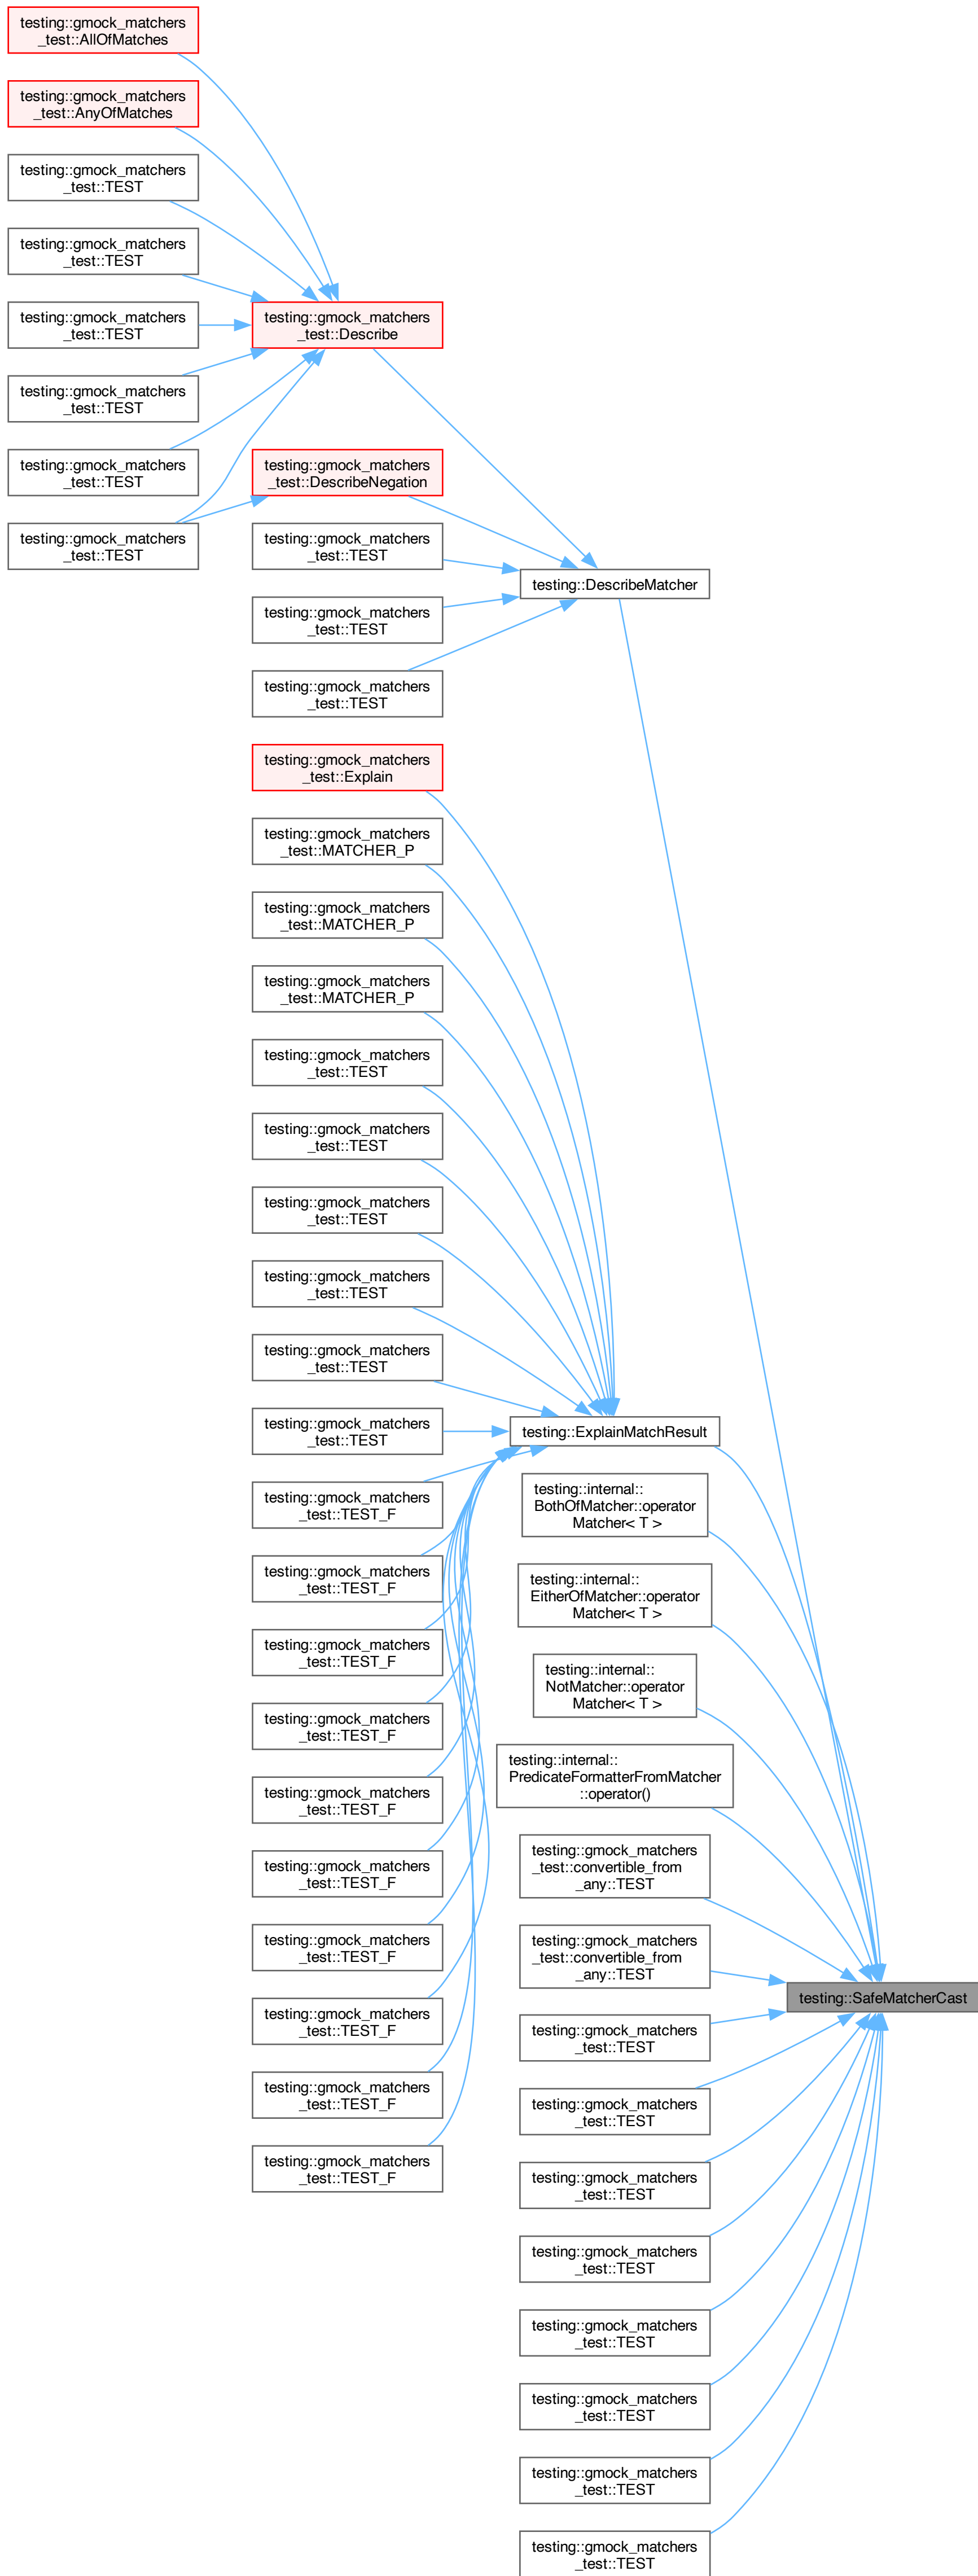 testing::gmock_matchers
_test::AllOfMatches
testing::gmock_matchers
_test::AnyOfMatches
testing::gmock_matchers
_test::TEST
testing::gmock_matchers
_test::TEST
testing::gmock_matchers
_test::TEST
testing::gmock_matchers
_test::TEST
testing::gmock_matchers
_test::TEST
testing::gmock_matchers
_test::TEST
testing::gmock_matchers
_test::Describe
testing::gmock_matchers
_test::DescribeNegation
testing::gmock_matchers
_test::TEST
testing::gmock_matchers
_test::TEST
testing::gmock_matchers
_test::TEST
testing::DescribeMatcher
testing::gmock_matchers
_test::Explain
testing::gmock_matchers
_test::MATCHER_P
testing::gmock_matchers
_test::MATCHER_P
testing::gmock_matchers
_test::MATCHER_P
testing::gmock_matchers
_test::TEST
testing::gmock_matchers
_test::TEST
testing::gmock_matchers
_test::TEST
testing::gmock_matchers
_test::TEST
testing::gmock_matchers
_test::TEST
testing::gmock_matchers
_test::TEST
testing::gmock_matchers
_test::TEST_F
testing::gmock_matchers
_test::TEST_F
testing::gmock_matchers
_test::TEST_F
testing::gmock_matchers
_test::TEST_F
testing::gmock_matchers
_test::TEST_F
testing::gmock_matchers
_test::TEST_F
testing::gmock_matchers
_test::TEST_F
testing::gmock_matchers
_test::TEST_F
testing::gmock_matchers
_test::TEST_F
testing::gmock_matchers
_test::TEST_F
testing::ExplainMatchResult
testing::internal::
BothOfMatcher::operator
Matcher< T >
testing::internal::
EitherOfMatcher::operator
Matcher< T >
testing::internal::
NotMatcher::operator
Matcher< T >
testing::internal::
PredicateFormatterFromMatcher
::operator()
testing::gmock_matchers
_test::convertible_from
_any::TEST
testing::gmock_matchers
_test::convertible_from
_any::TEST
testing::gmock_matchers
_test::TEST
testing::gmock_matchers
_test::TEST
testing::gmock_matchers
_test::TEST
testing::gmock_matchers
_test::TEST
testing::gmock_matchers
_test::TEST
testing::gmock_matchers
_test::TEST
testing::gmock_matchers
_test::TEST
testing::gmock_matchers
_test::TEST
testing::SafeMatcherCast